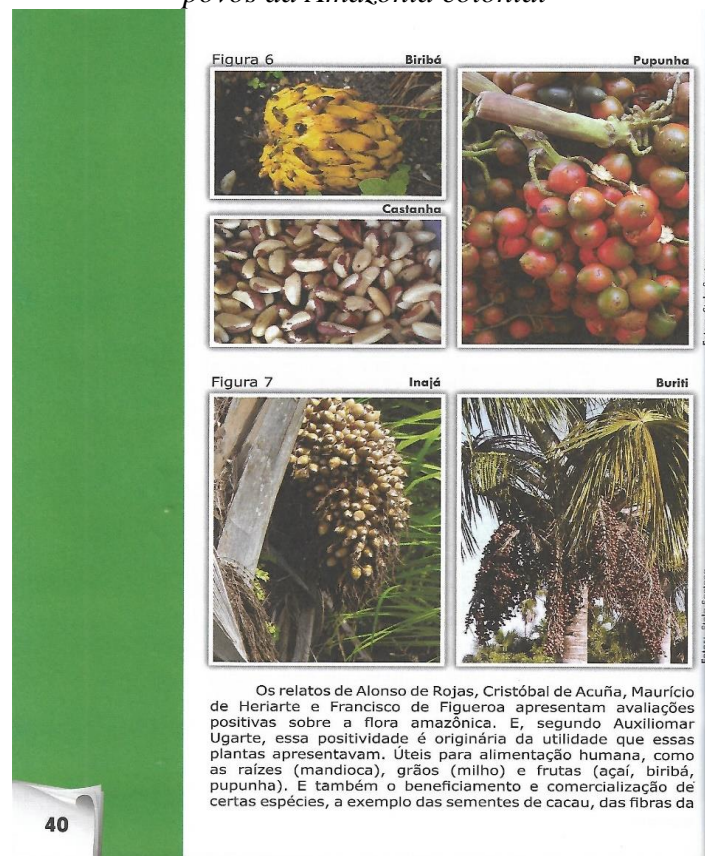 povos da Amazônia colonial
Figura 6
Biribá
Pupunha
Castanha
Figura 7
Inajá
Buriti
Os relatos de Alonso de Rojas, Cristóbal de Acuña, Maurício
de Heriarte e Francisco de Figueroa apresentam avaliações
positivas sobre a flora amazônica. E, segundo Auxiliomar
Ugarte, essa positividade é originária da utilidade que essas
plantas apresentavam. Úteis para alimentação humana, como
as raízes (mandioca), grãos (milho) e frutas (açaí, biribá,
pupunha). E também o beneficiamento e comercialização de
certas espécies, a exemplo das sementes de cacau, das fibras da
40